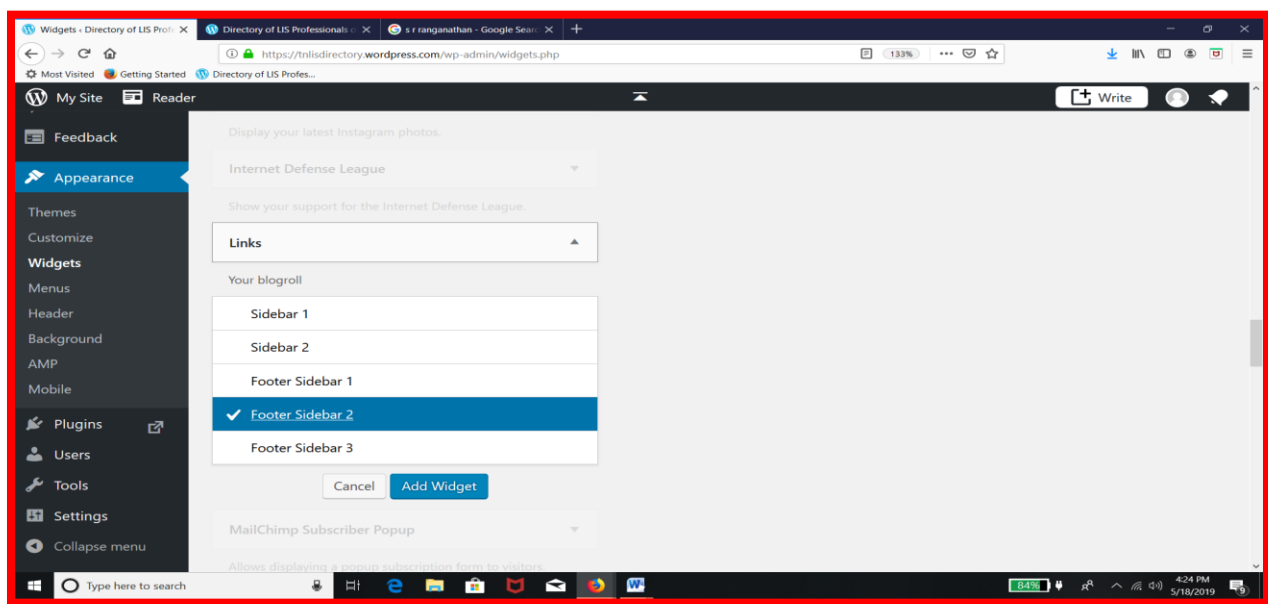 Widgets ‹ Directory of LIS Profe
Directory of LIS Professionals o
s r ranganathan - Google Searc
https://tnlisdirectory.wordpress.com/wp-admin/widgets.php
133%
Most Visited
Getting Started
Directory of LIS Profes...
My Site
Reader
Write
Feedback
Appearance
Themes
Customize
Widgets
Menus
Header
Background
AMP
Mobile
Plugins
Users
Tools
Settings
Collapse menu
Display your latest Instagram photos.
Internet Defense League
Show your support for the Internet Defense League.
Links
Your blogroll
Sidebar 1
Sidebar 2
Footer Sidebar 1
Footer Sidebar 2
Footer Sidebar 3
Cancel
Add Widget
MailChimp Subscriber Popup
Allows displaying a popup subscription form to visitors.
Type here to search
84%
4:24 PM
5/18/2019